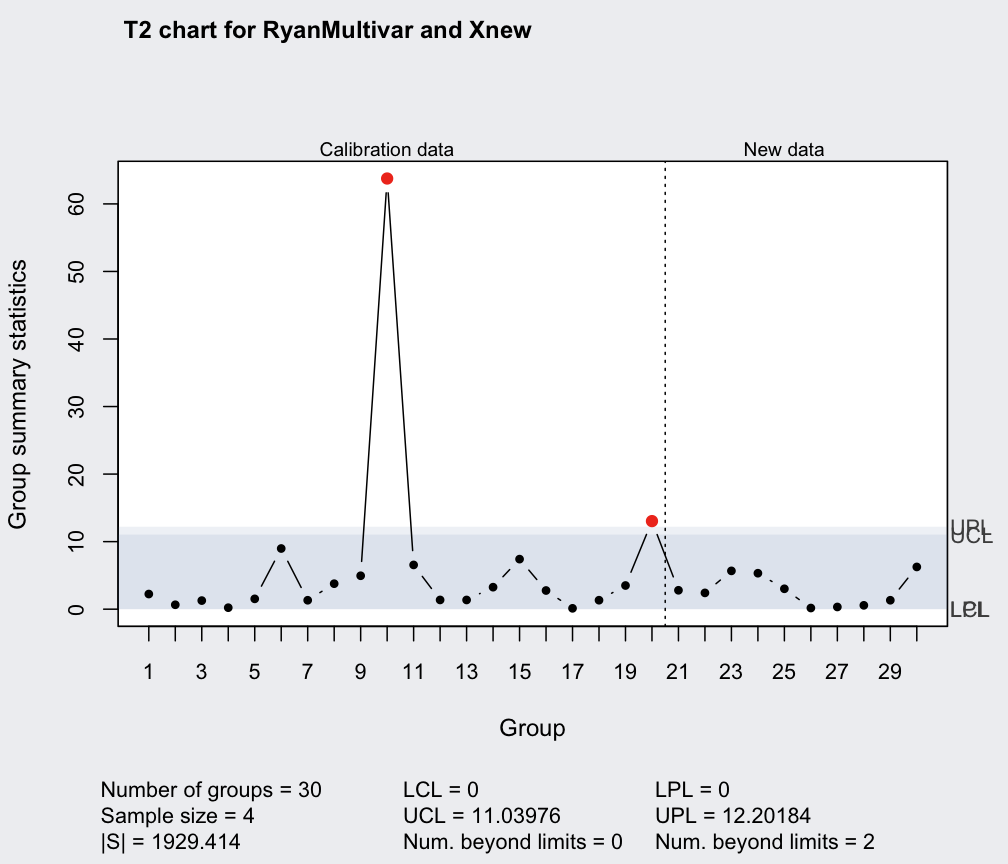 T2 chart for RyanMultivar and Xnew
Calibration data
New data
Group summary statistics
60
50
40
30
20
10
0
UPL
UCL
LPL
1 3 5 7 9 11 13 15 17 19 21 23 25 27 29
Group
Number of groups = 30
Sample size = 4
|S| = 1929.414
LCL = 0
UCL = 11.03976
Num. beyond limits = 0
LPL = 0
UPL = 12.20184
Num. beyond limits = 2